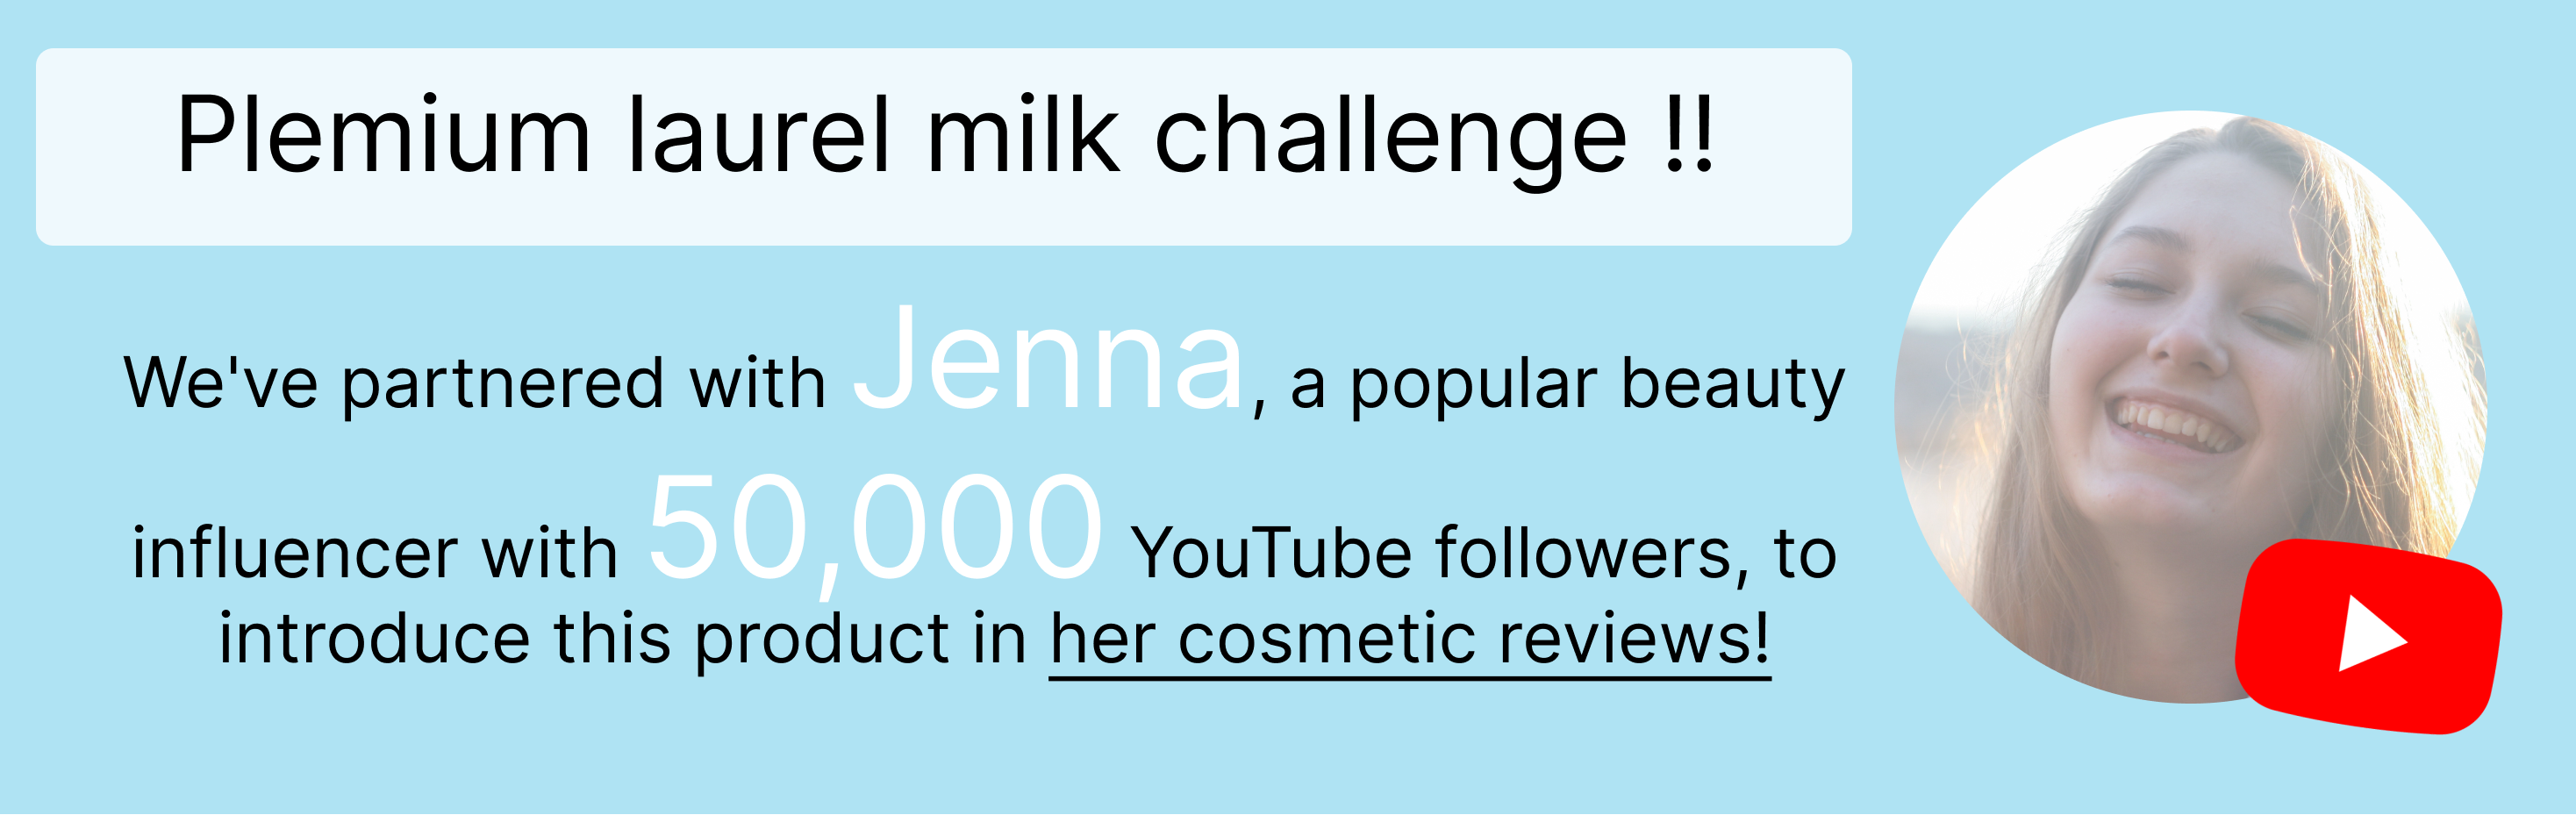 Plemium laurel milk challenge !!
We've partnered with Jenna, a popular beauty
influencer with 50,000 YouTube followers, to
introduce this product in her cosmetic reviews!